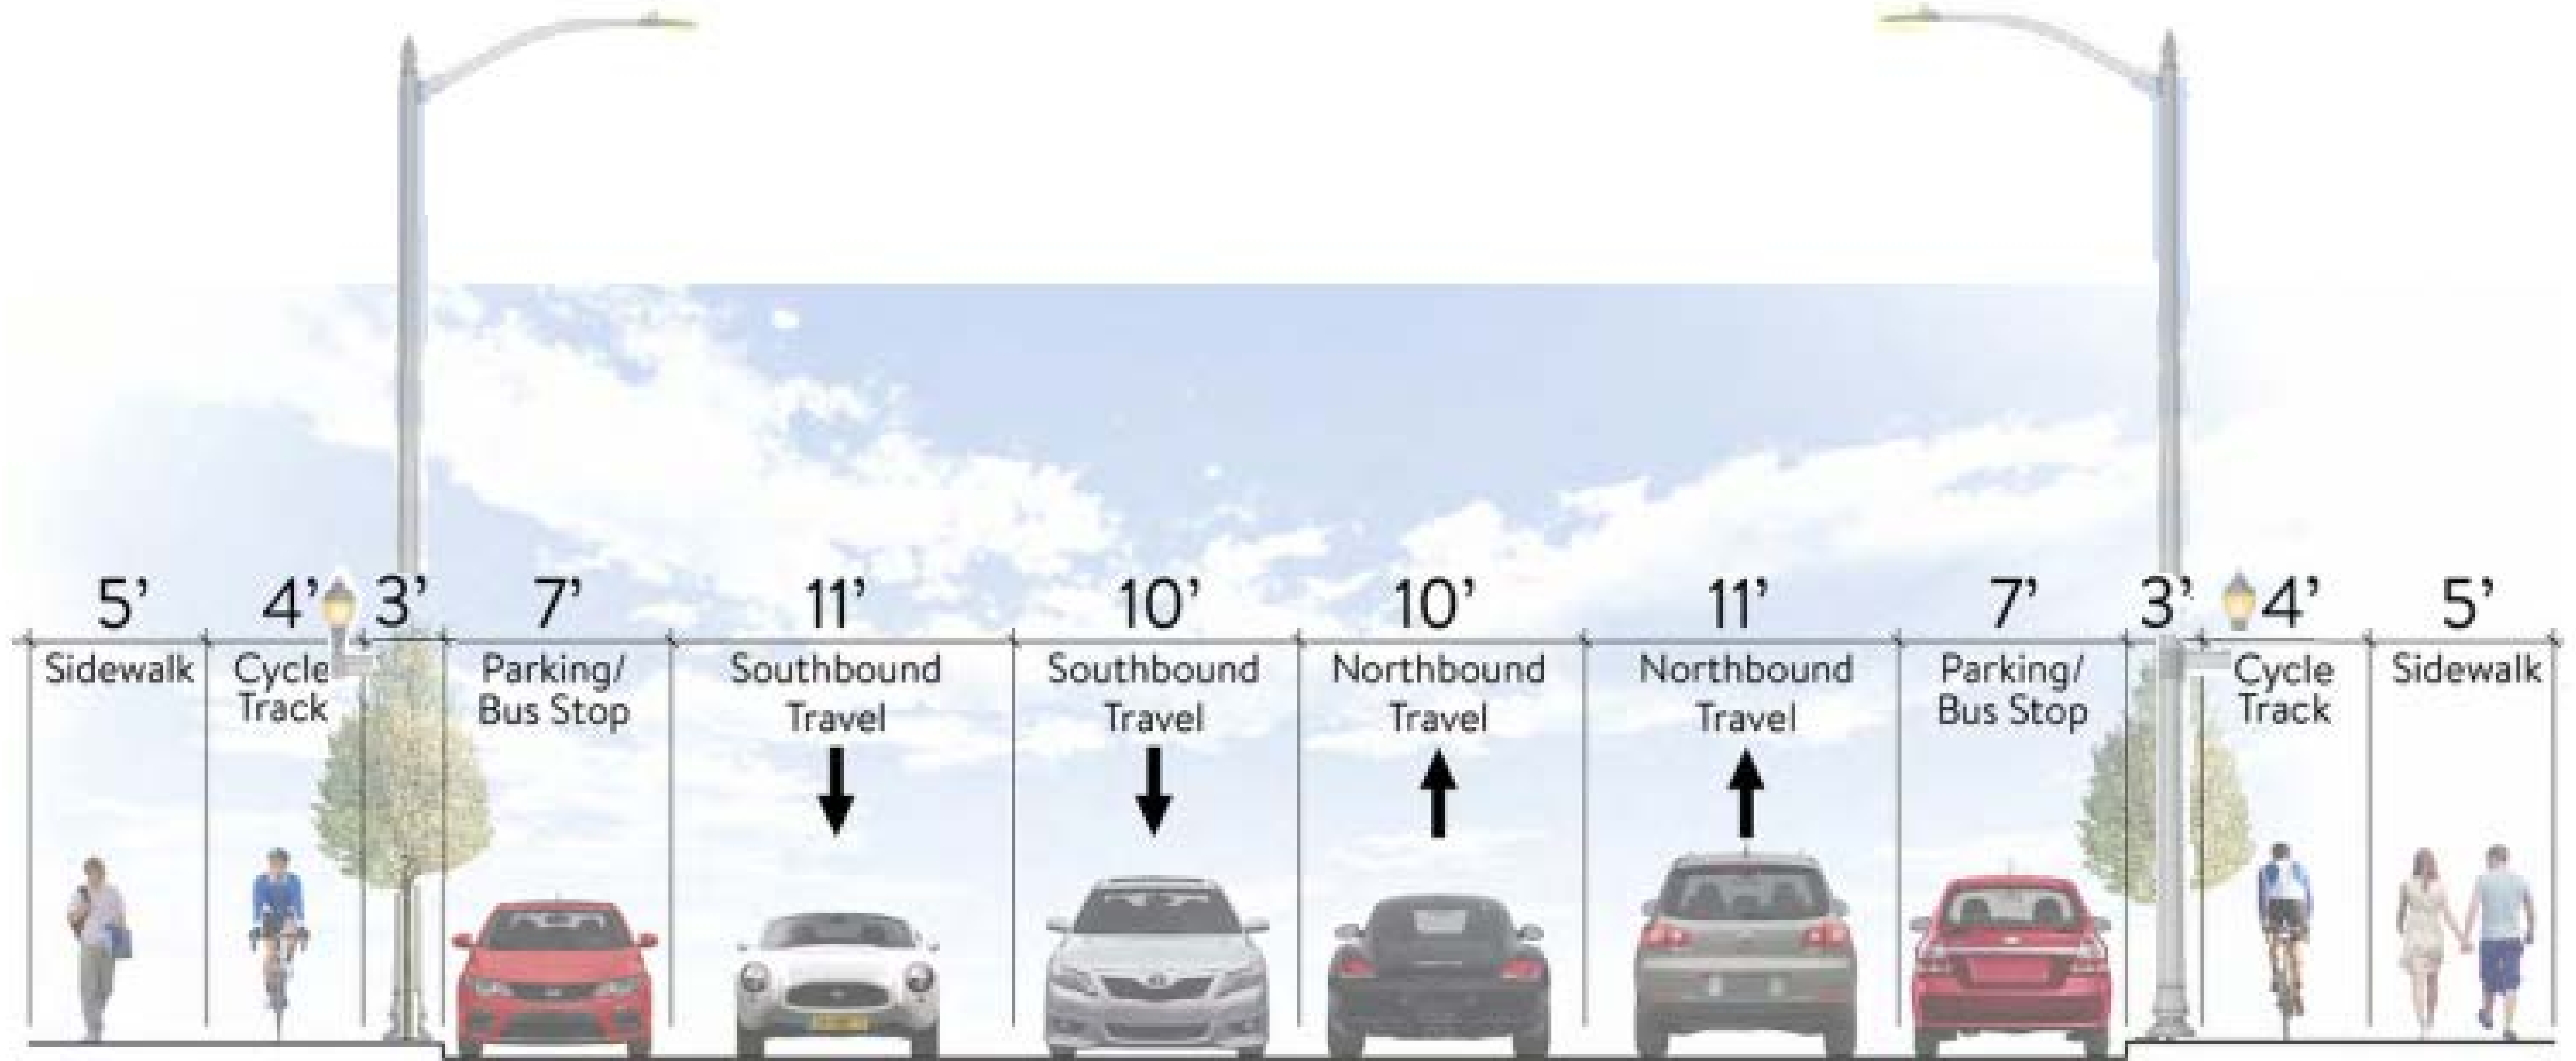 5’ 4’ 3’ 7’ 11’ 10’ 10’ 11’ 7’ 3’ 4’ 5’
Sidewalk
Cycle
Track
Parking/
Bus Stop
Southbound
Travel
Southbound
Travel
Northbound
Travel
Northbound
Travel
Parking/
Bus Stop
Cycle
Track
Sidewalk